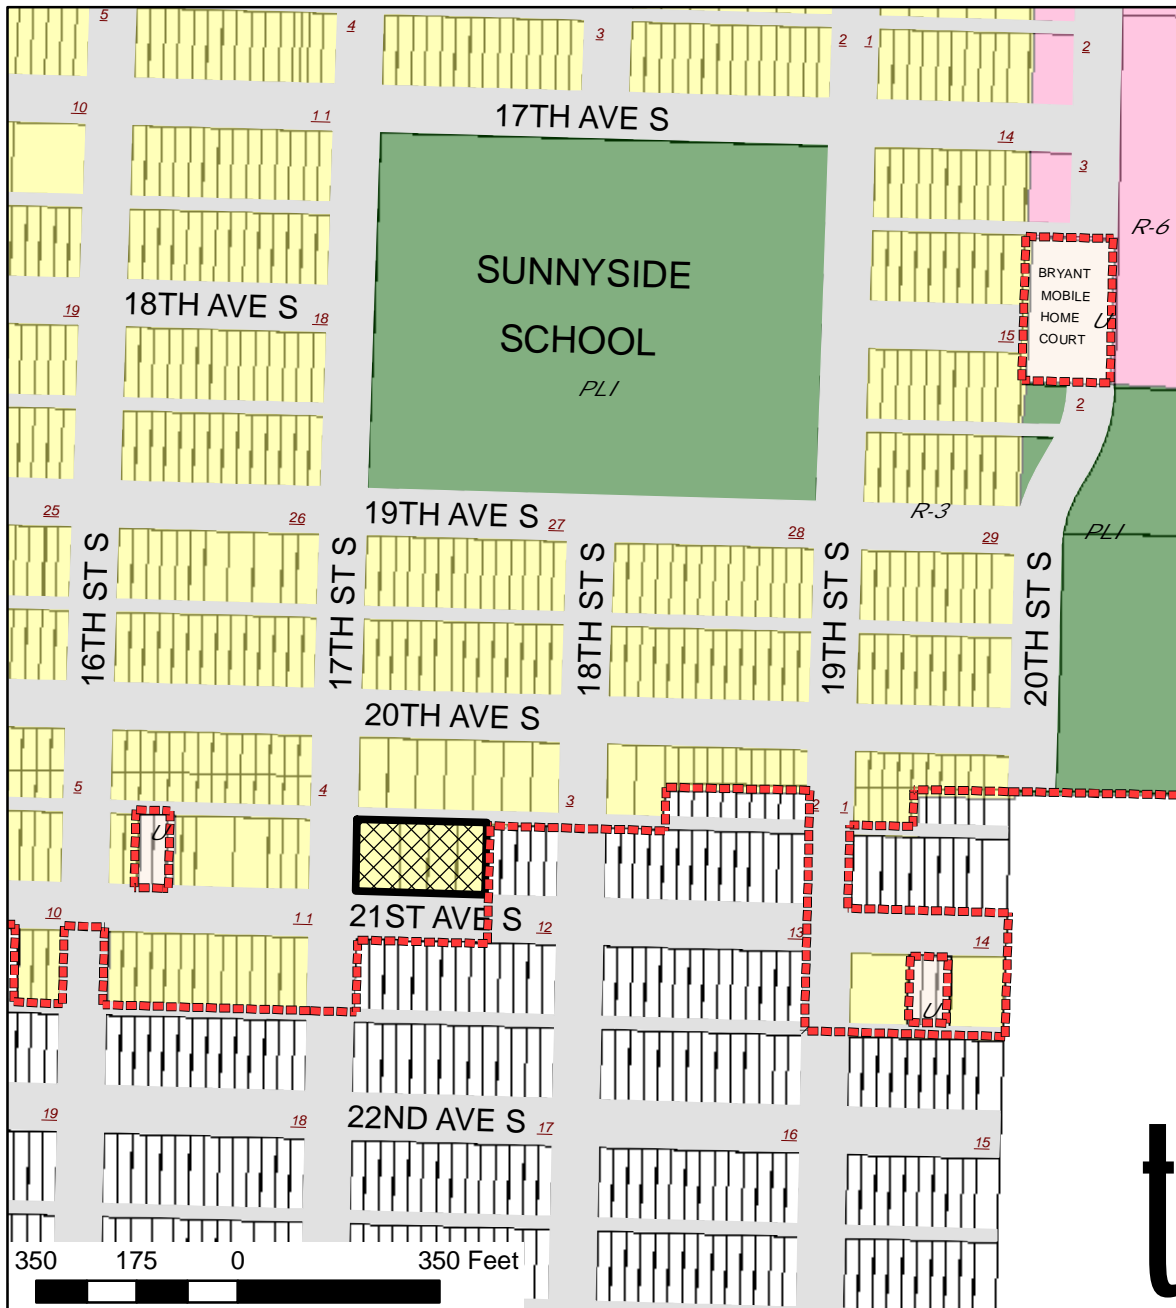 5
4
3
2
1
2
17TH AVE S
10
11
14
3
R-6
SUNNYSIDE
SCHOOL
PLI
BRYANT
MOBILE
HOME
COURT
U
18TH AVE S
19
18
15
2
25
26
19TH AVE S
27
28
R-3
29
PLI
16TH ST S
17TH ST S
18TH ST S
19TH ST S
20TH ST S
20TH AVE S
5
4
3
2
1
U
10
11
21ST AVE S
12
13
14
U
19
18
22ND AVE S
17
16
15
350
175
0
350 Feet
t